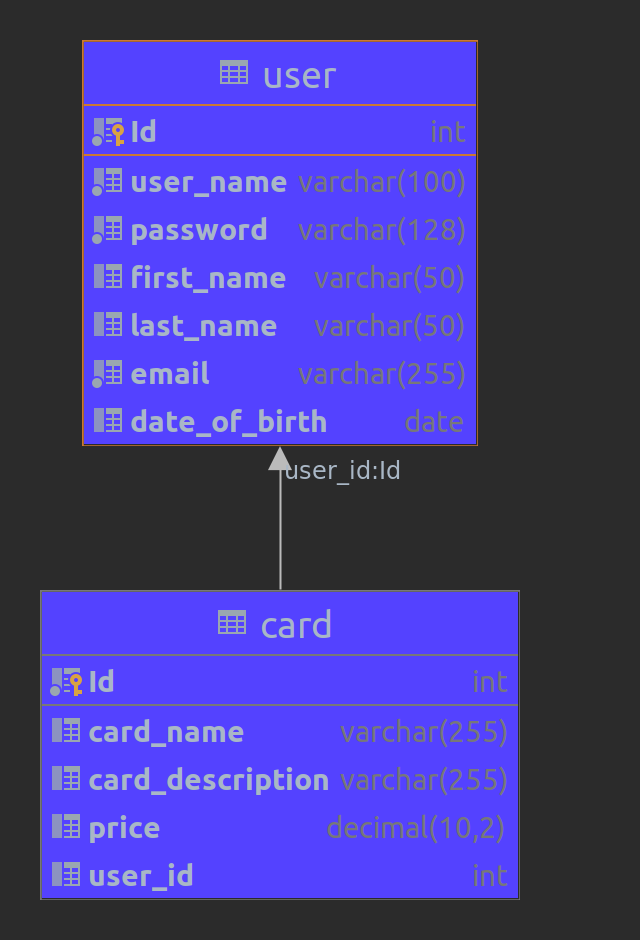 user
Id int
user_name varchar(100)
password varchar(128)
first_name varchar(50)
last_name varchar(50)
email varchar(255)
date_of_birth date
user_id:Id
card
Id int
card_name varchar(255)
card_description varchar(255)
price decimal(10,2)
user_id int